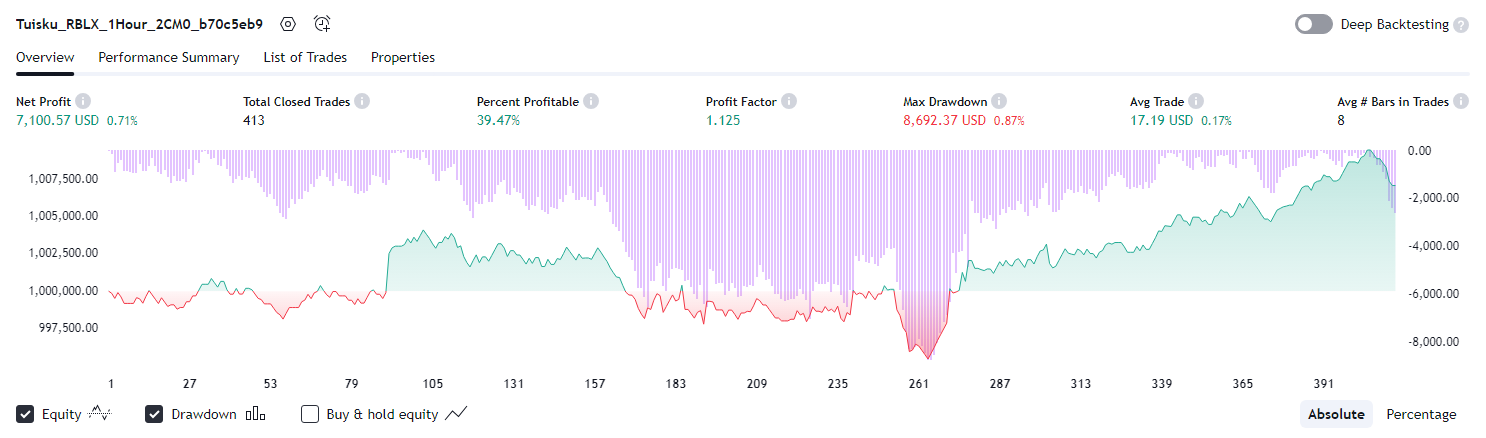 Tuisku_RBLX_1Hour_2CM0_b70c5eb9 Deep Backtesting ?
Overview Performance Summary List of Trades Properties
Net Profit i Total Closed Trades i Percent Profitable i Profit Factor i Max Drawdown i Avg Trade i Avg # Bars in Trades i
7,100.57 USD 0.71% 413 39.47% 1.125 8,692.37 USD 0.87% 17.19 USD 0.17% 8
0.00
1,007,500.00
-2,000.00
1,005,000.00
-4,000.00
1,002,500.00
1,000,000.00 -6,000.00
997,500.00
-8,000.00
1 27 53 79 105 131 157 183 209 235 261 287 313 339 365 391
Equity Drawdown Buy & hold equity Absolute Percentage